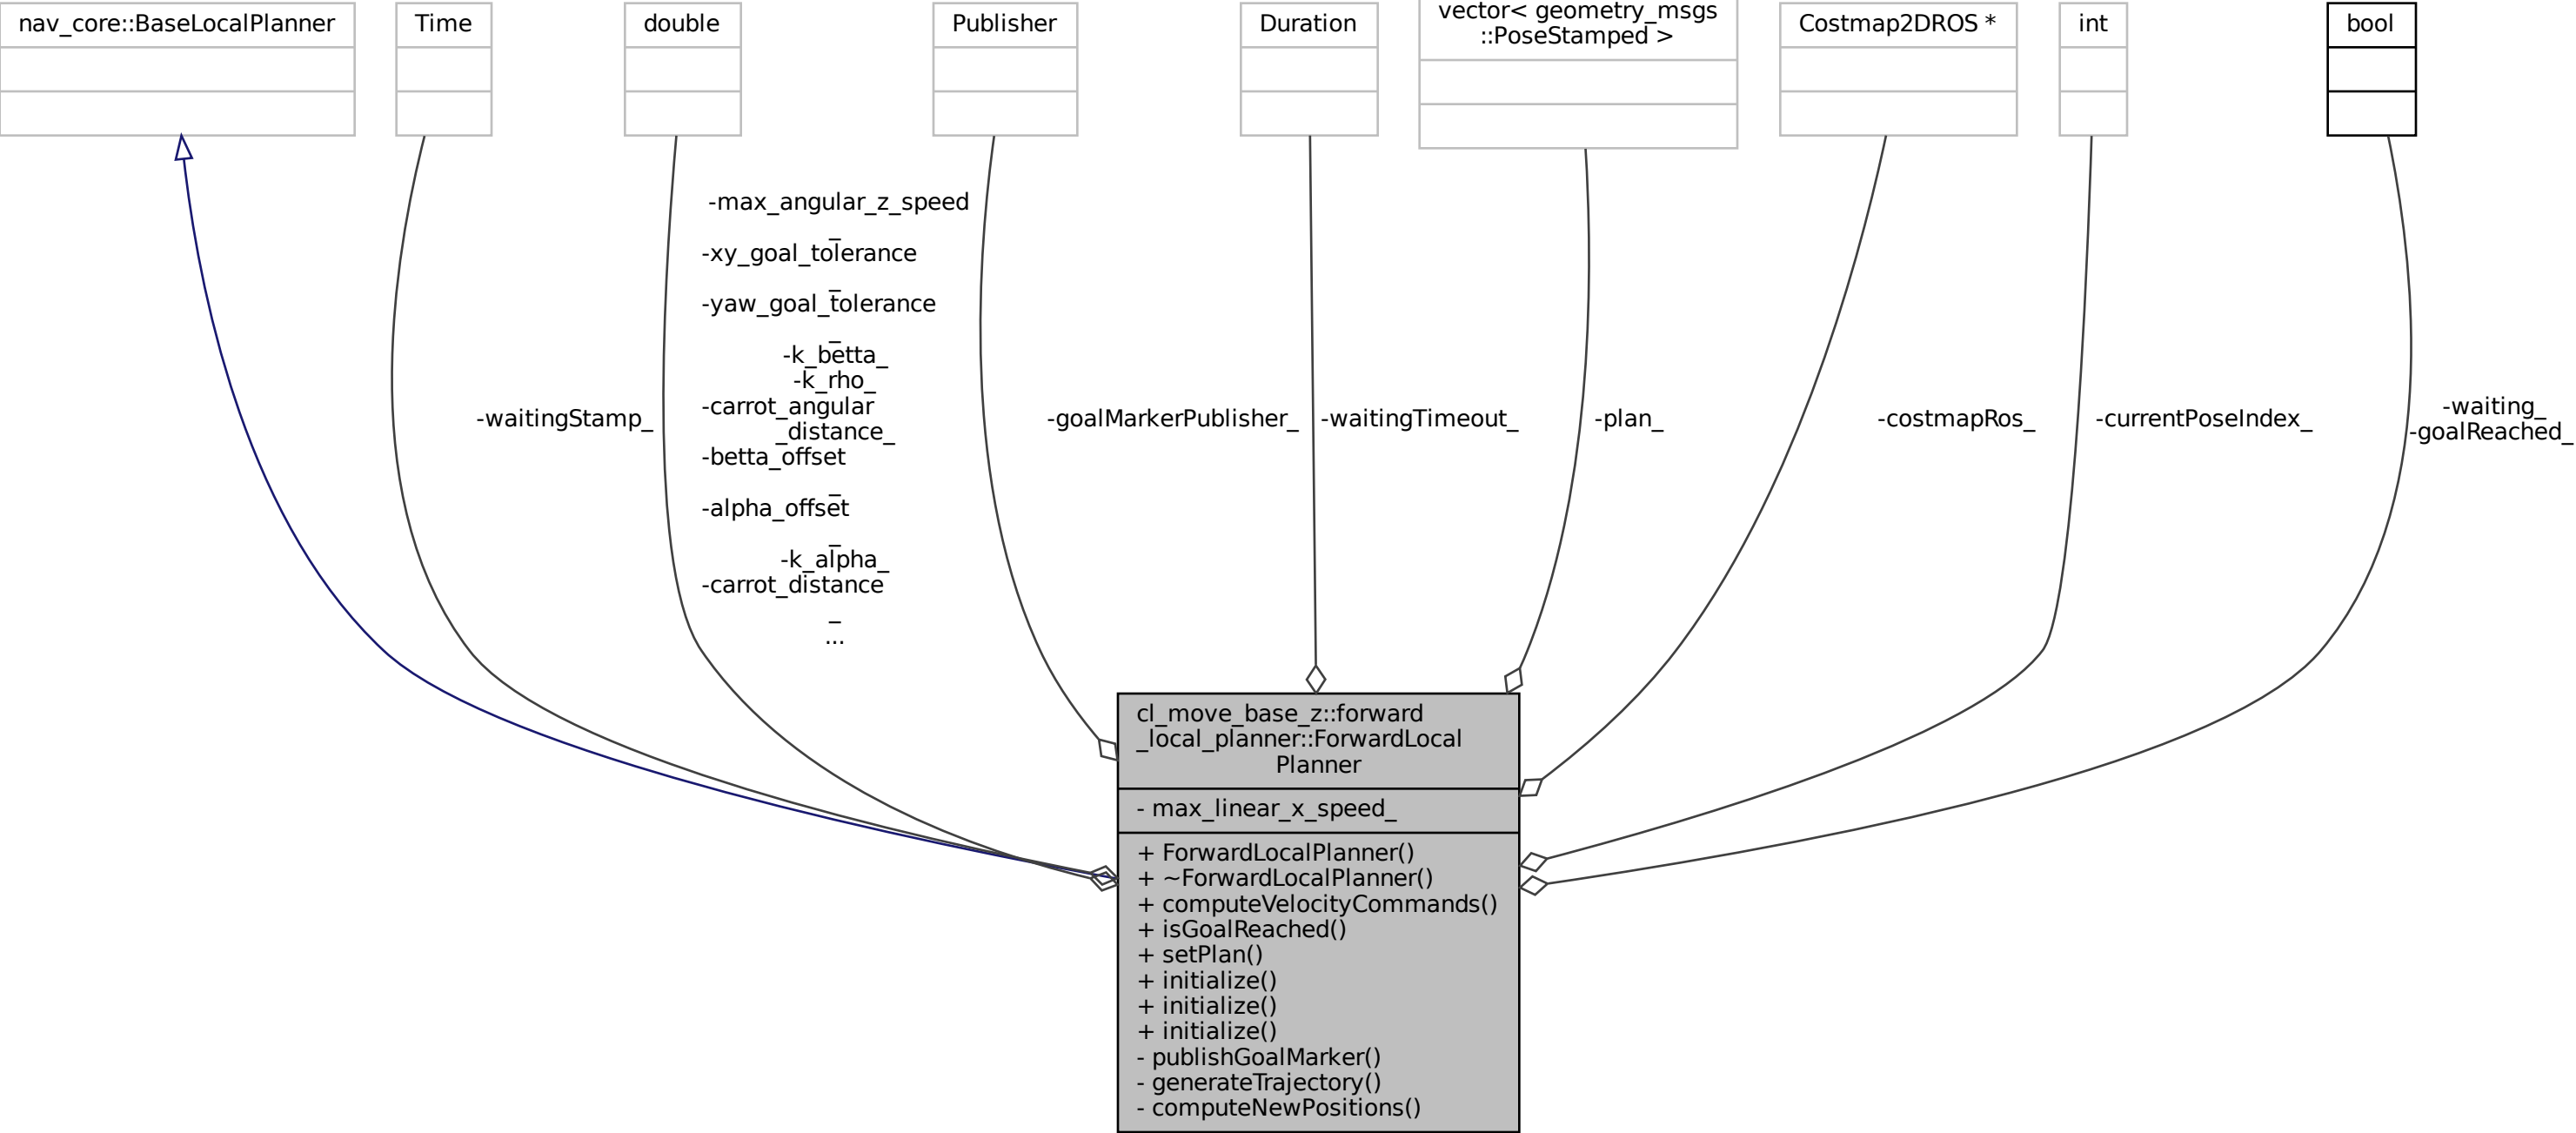 nav_core::BaseLocalPlanner
Time
double
Publisher
Duration
vector< geometry_msgs
::PoseStamped >
Costmap2DROS *
int
bool
-waitingStamp_
-max_angular_z_speed
_
-xy_goal_tolerance
_
-yaw_goal_tolerance
_
-k_betta_
-k_rho_
-carrot_angular
_distance_
-betta_offset
_
-alpha_offset
_
-k_alpha_
-carrot_distance
_
...
-goalMarkerPublisher_
-waitingTimeout_
-plan_
-costmapRos_
-currentPoseIndex_
-waiting_
-goalReached_
cl_move_base_z::forward
_local_planner::ForwardLocal
Planner
- max_linear_x_speed_
+ ForwardLocalPlanner()
+ ~ForwardLocalPlanner()
+ computeVelocityCommands()
+ isGoalReached()
+ setPlan()
+ initialize()
+ initialize()
+ initialize()
- publishGoalMarker()
- generateTrajectory()
- computeNewPositions()